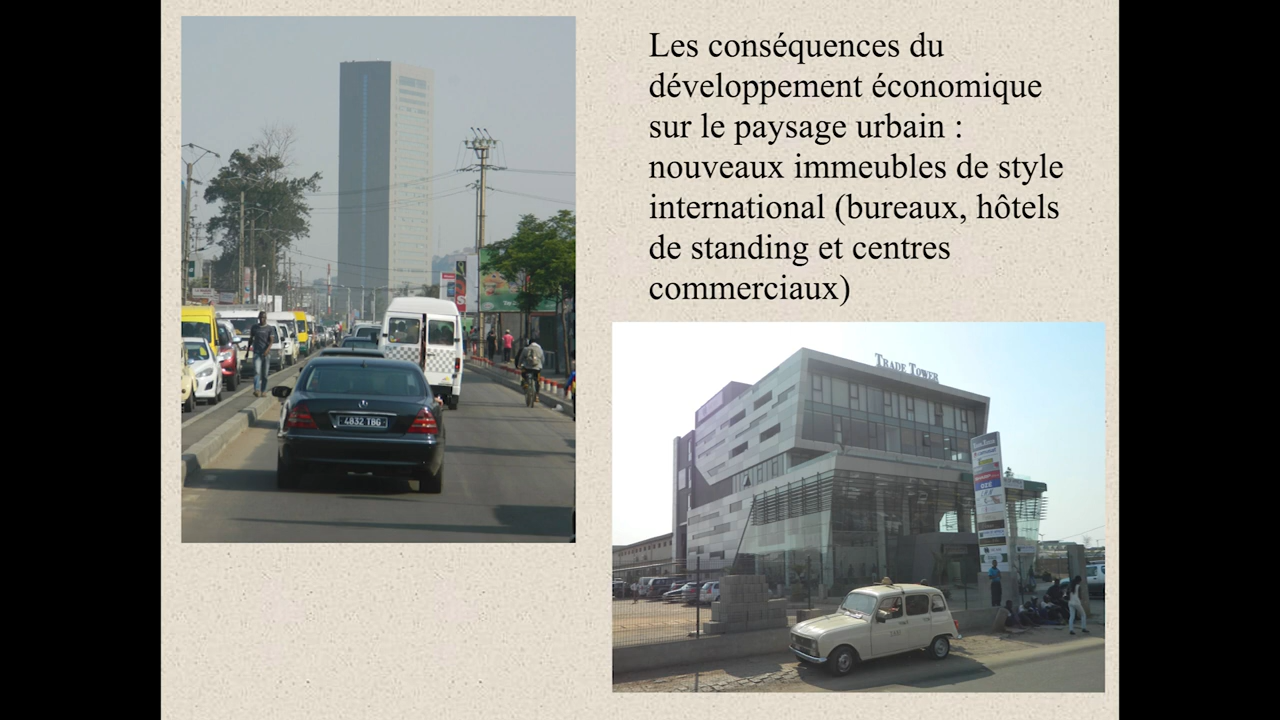 Les conséquences du
développement économique
sur le paysage urbain :
nouveaux immeubles de style
international (bureaux, hôtels
de standing et centres
commerciaux)
4832 TBG
TRADE TOWER